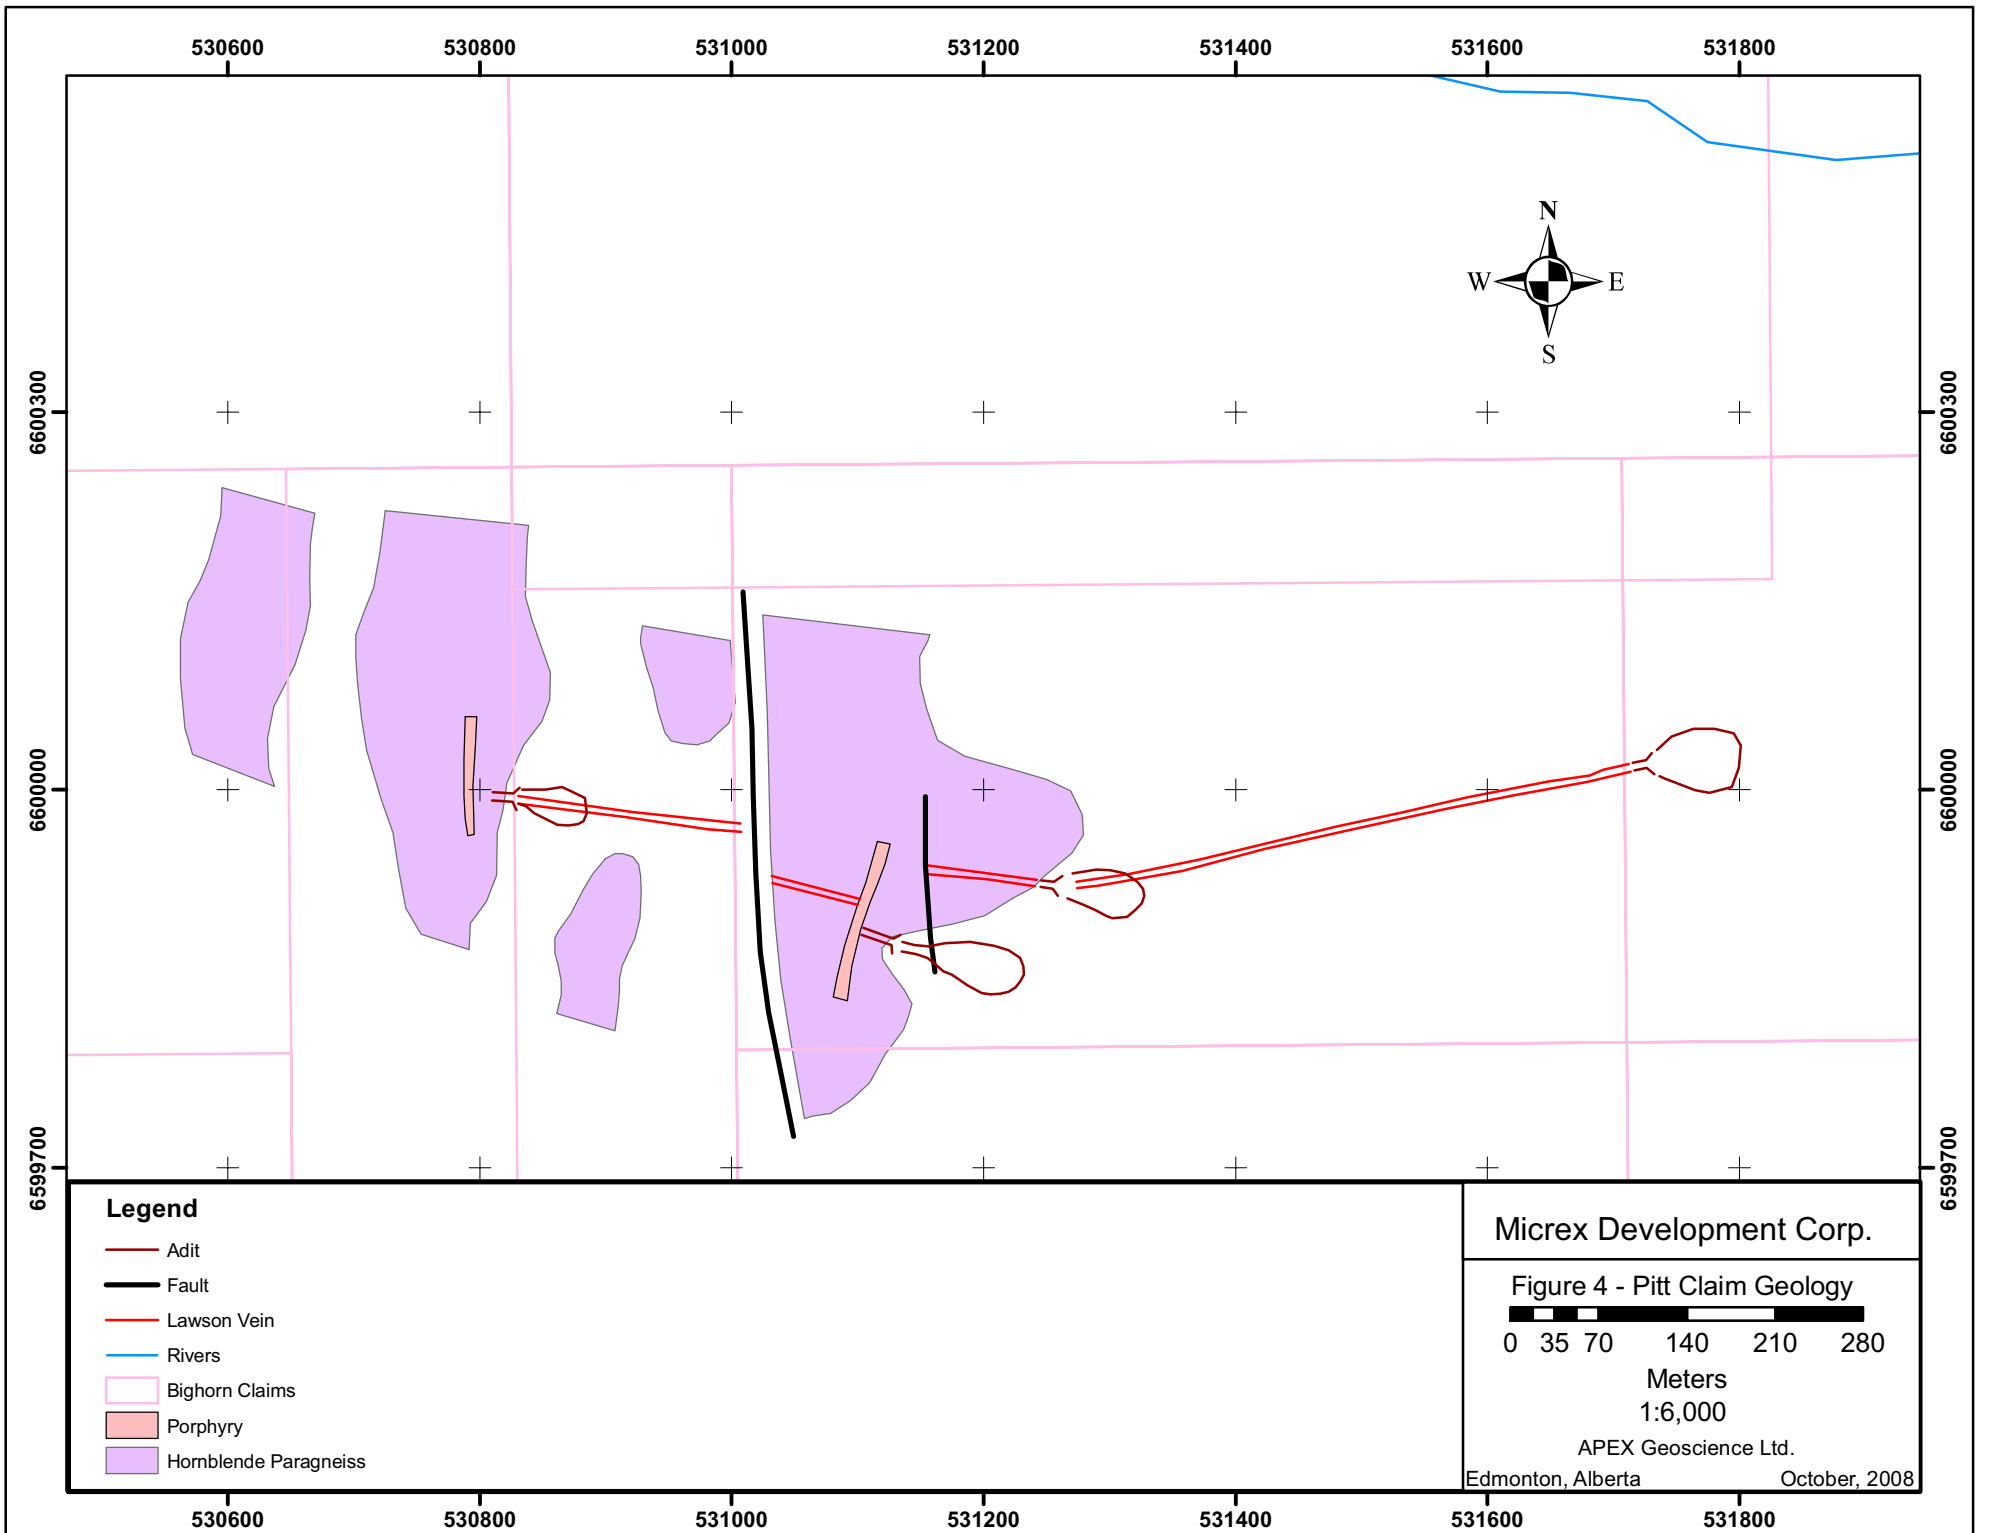 530600 530800 531000 531200 531400 531600 531800
N
W E
S
6600300 6600300
6600000 6600000
6599700 6599700
Legend
Adit
Fault
Lawson Vein
Rivers
Bighorn Claims
Porphyry
Hornblende Paragneiss
Micrex Development Corp.
Figure 4 - Pitt Claim Geology
0 35 70 140 210 280
Meters
1:6,000
APEX Geoscience Ltd.
Edmonton, Alberta October, 2008
530600 530800 531000 531200 531400 531600 531800